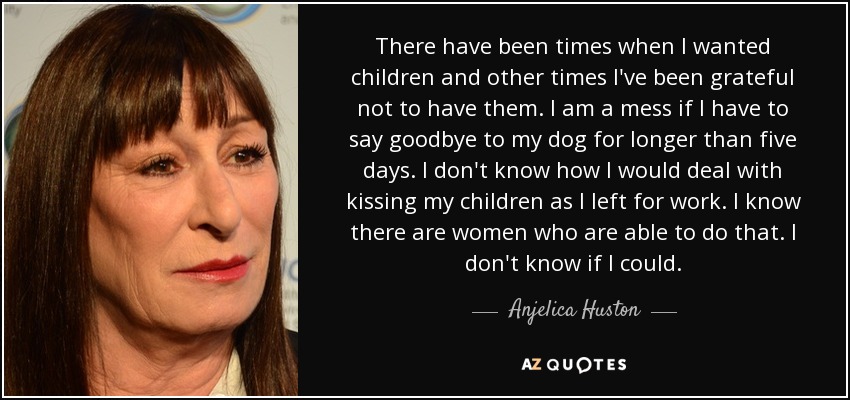 There have been times when I wanted
children and other times I've been grateful
not to have them. I am a mess if I have to
say goodbye to my dog for longer than five
days. I don't know how I would deal with
kissing my children as I left for work. I know
there are women who are able to do that. I
don't know if I could.
Anjelica Huston
AZ QUOTES